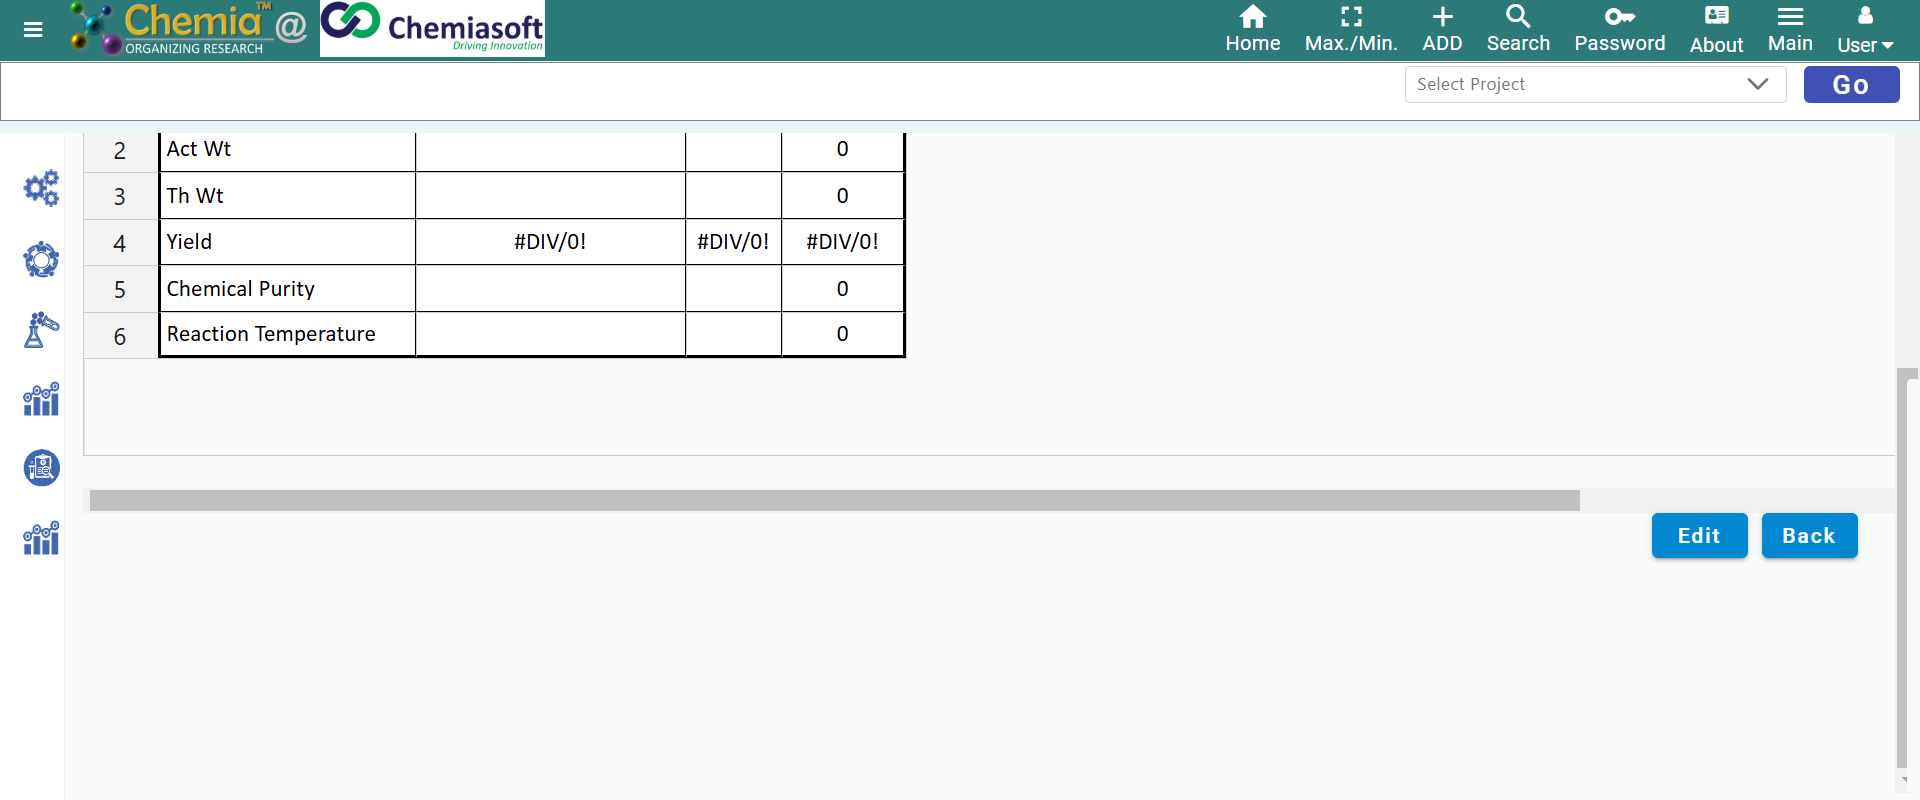 Chemia™ @ Chemiasoft
ORGANIZING RESEARCH
Driving Innovation
Home Max./Min. ADD Search Password About Main User
Select Project Go
2 Act Wt 0
3 Th Wt 0
4 Yield #DIV/0! #DIV/0! #DIV/0!
5 Chemical Purity 0
6 Reaction Temperature 0
Edit Back